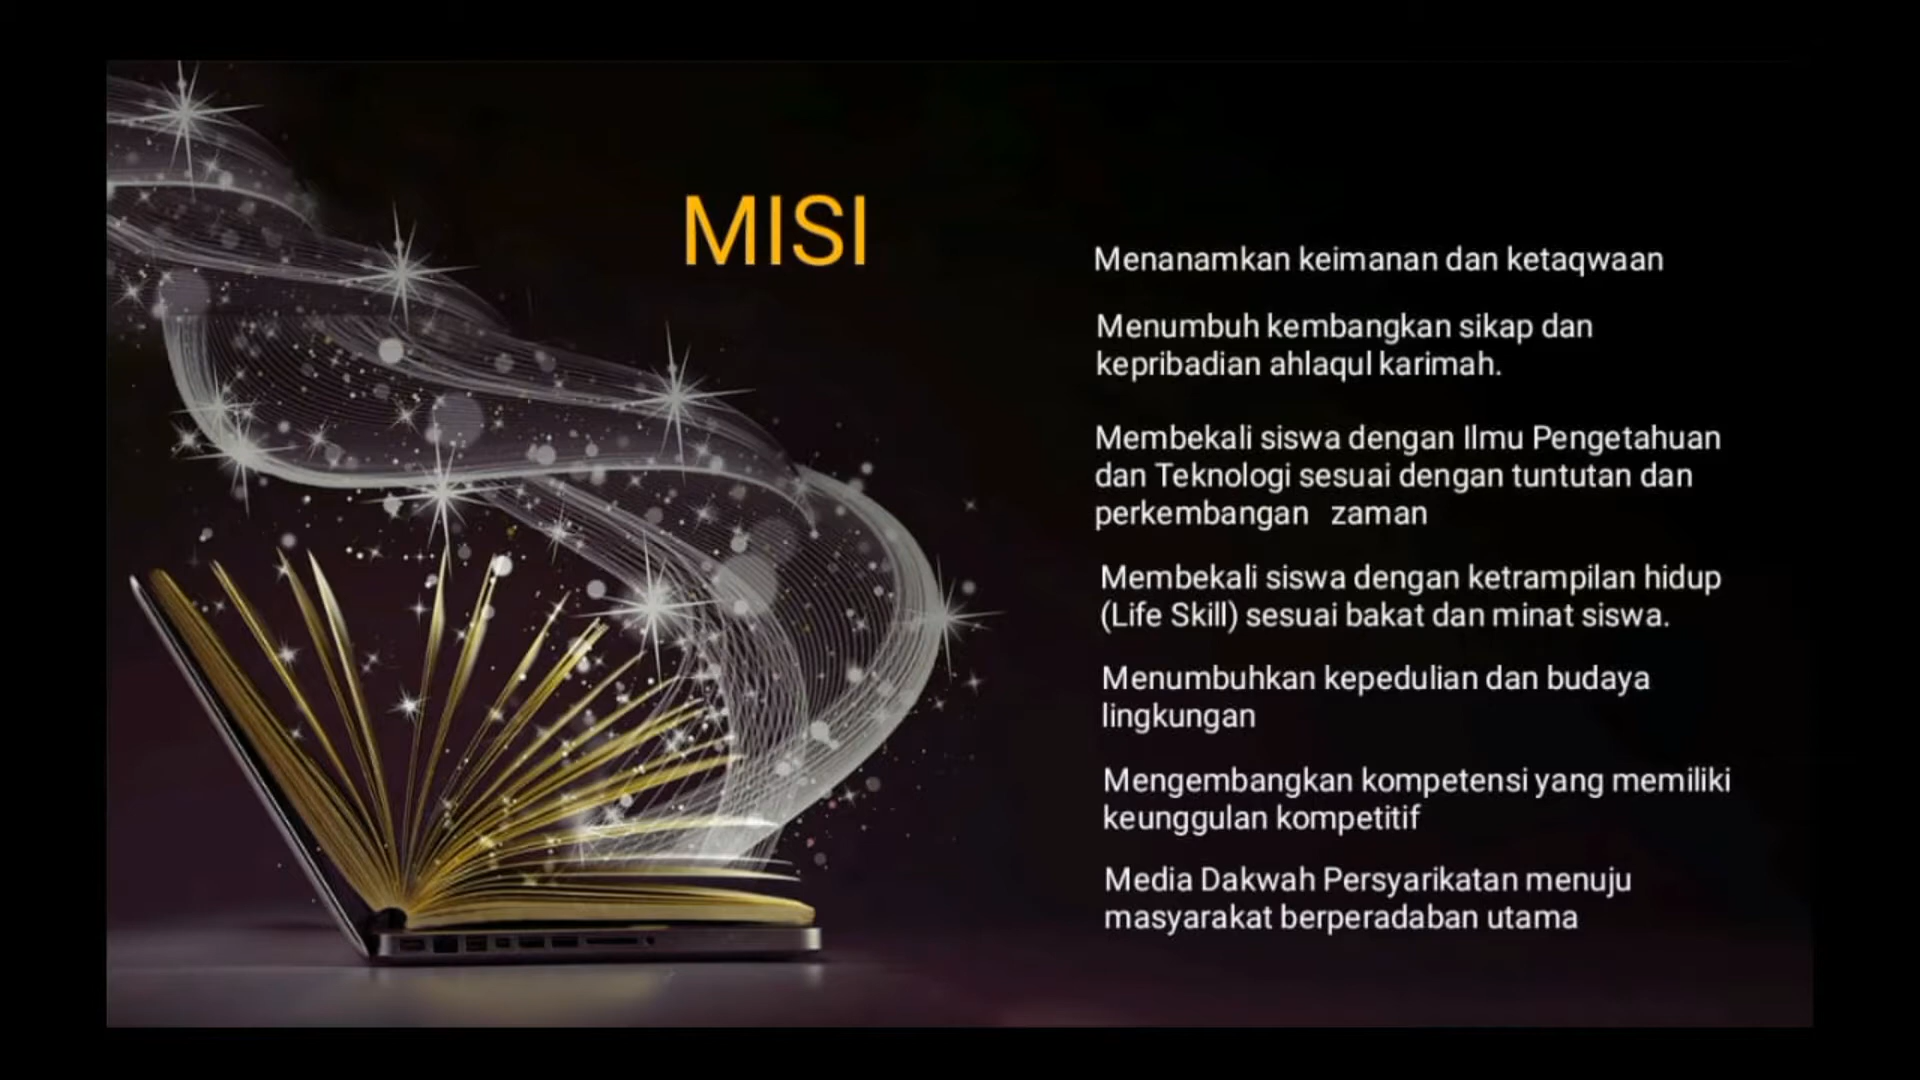 MISI
Menanamkan keimanan dan ketaqwaan
Menumbuh kembangkan sikap dan
kepribadian ahlaqul karimah.
Membekali siswa dengan Ilmu Pengetahuan
dan Teknologi sesuai dengan tuntutan dan
perkembangan zaman
Membekali siswa dengan ketrampilan hidup
(Life Skill) sesuai bakat dan minat siswa.
Menumbuhkan kepedulian dan budaya
lingkungan
Mengembangkan kompetensi yang memiliki
keunggulan kompetitif
Media Dakwah Persyarikatan menuju
masyarakat berperadaban utama